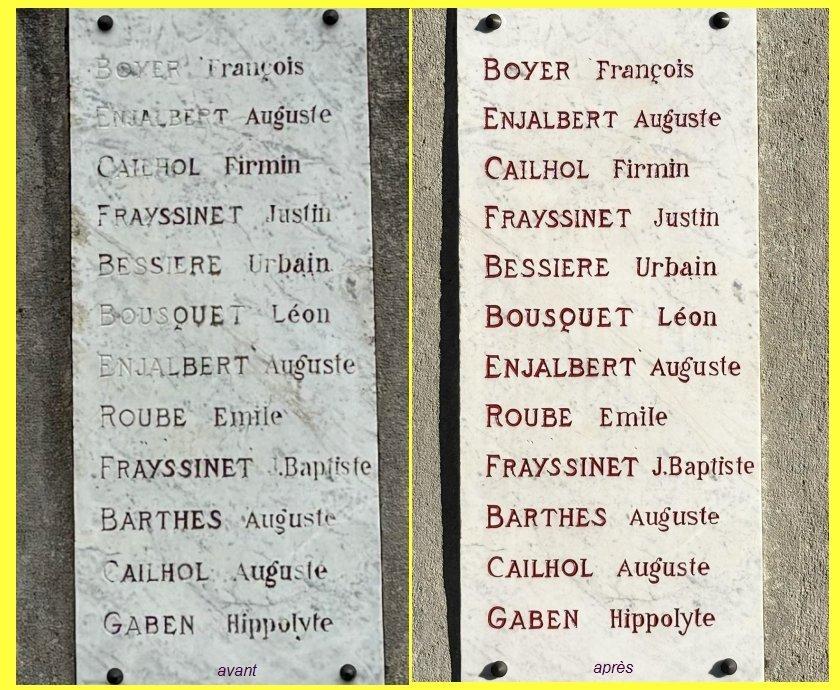 BOYER François
ENJALBERT Auguste
CAILHOL Firmin
FRAYSSINET Justin
BESSIERE Urbain
BOUSQUET Léon
ENJALBERT Auguste
ROUBE Emile
FRAYSSINET J.Baptiste
BARTHES Auguste
CAILHOL Auguste
GABEN Hippolyte
avant
BOYER François
ENJALBERT Auguste
CAILHOL Firmin
FRAYSSINET Justin
BESSIERE Urbain
BOUSQUET Léon
ENJALBERT Auguste
ROUBE Emile
FRAYSSINET J.Baptiste
BARTHES Auguste
CAILHOL Auguste
GABEN Hippolyte
après